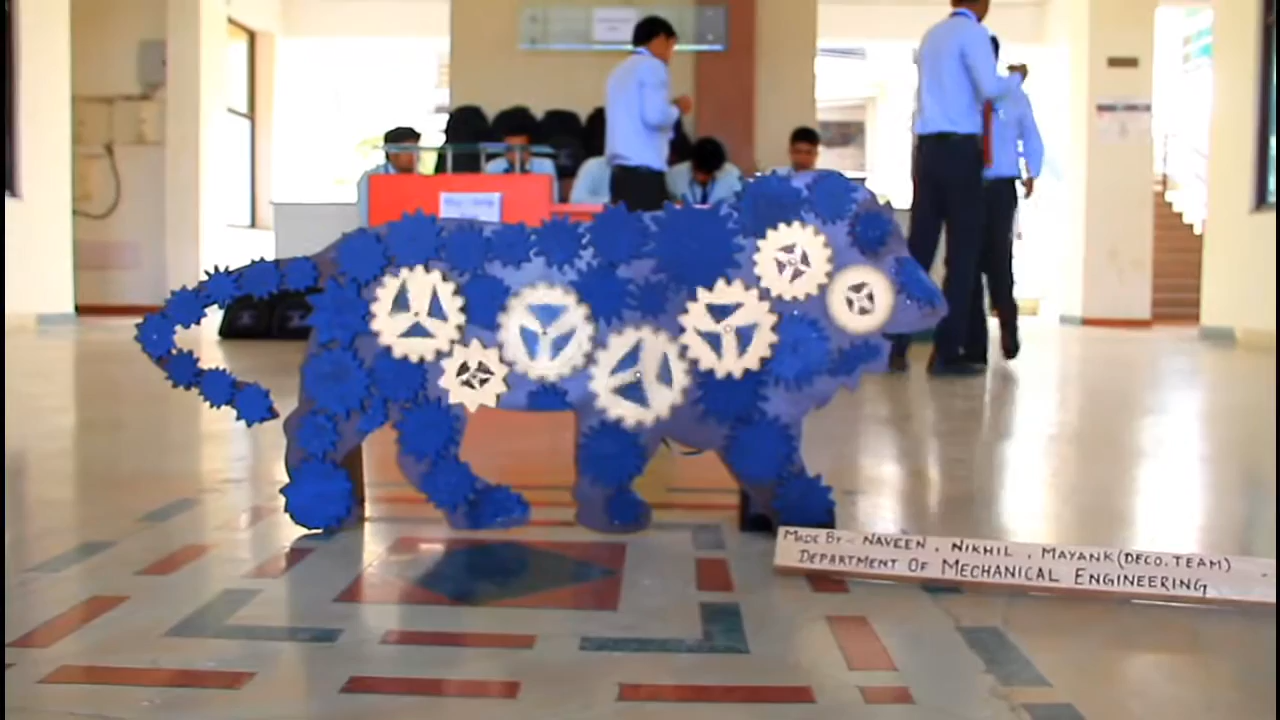 MADE BY:- NAVEEN, NIKHIL, MAYANK (DECO. TEAM)
DEPARTMENT OF MECHANICAL ENGINEERING